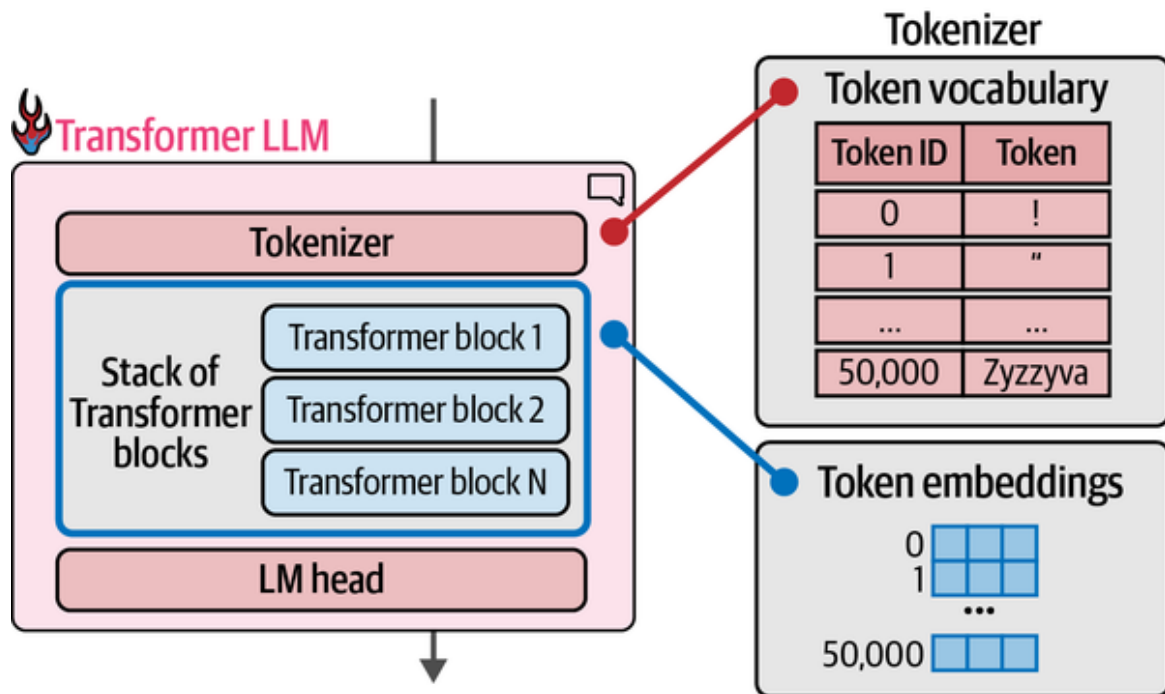 Transformer LLM
Tokenizer
Stack of
Transformer
blocks
Transformer block 1
Transformer block 2
Transformer block N
LM head
Tokenizer
Token vocabulary
Token ID Token
0 !
1 “
... ...
50,000 Zyzzyva
Token embeddings
0
1
...
50,000